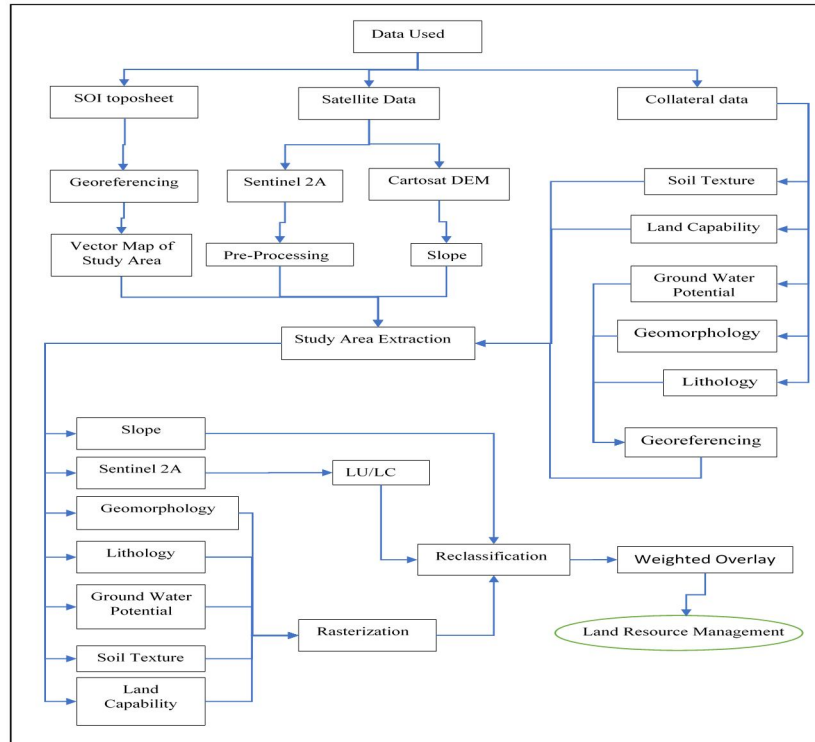 Data Used
SOI toposheet
Satellite Data
Collateral data
Georeferencing
Sentinel 2A
Cartosat DEM
Soil Texture
Vector Map of
Study Area
Pre-Processing
Slope
Land Capability
Ground Water
Potential
Study Area Extraction
Geomorphology
Lithology
Georeferencing
Slope
Sentinel 2A
LU/LC
Geomorphology
Lithology
Reclassification
Weighted Overlay
Ground Water
Potential
Rasterization
Land Resource Management
Soil Texture
Land
Capability